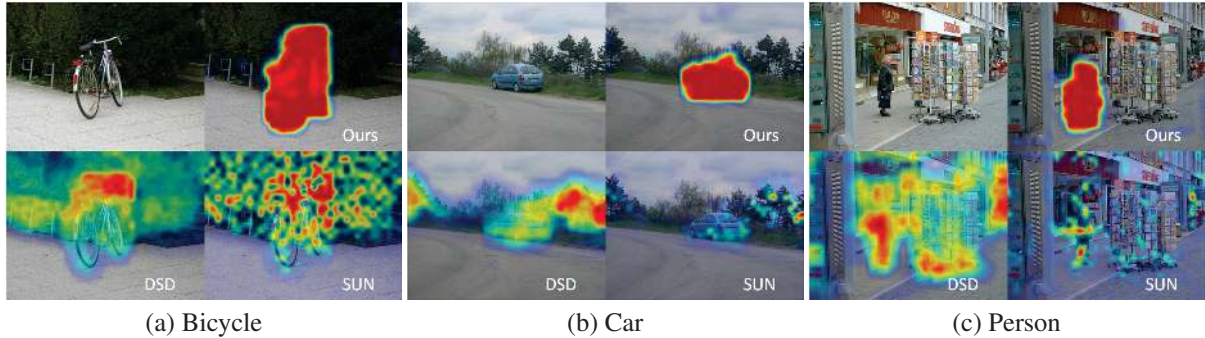 Ours
DSD
SUN
(a) Bicycle
Ours
DSD
SUN
(b) Car
Ours
DSD
SUN
(c) Person